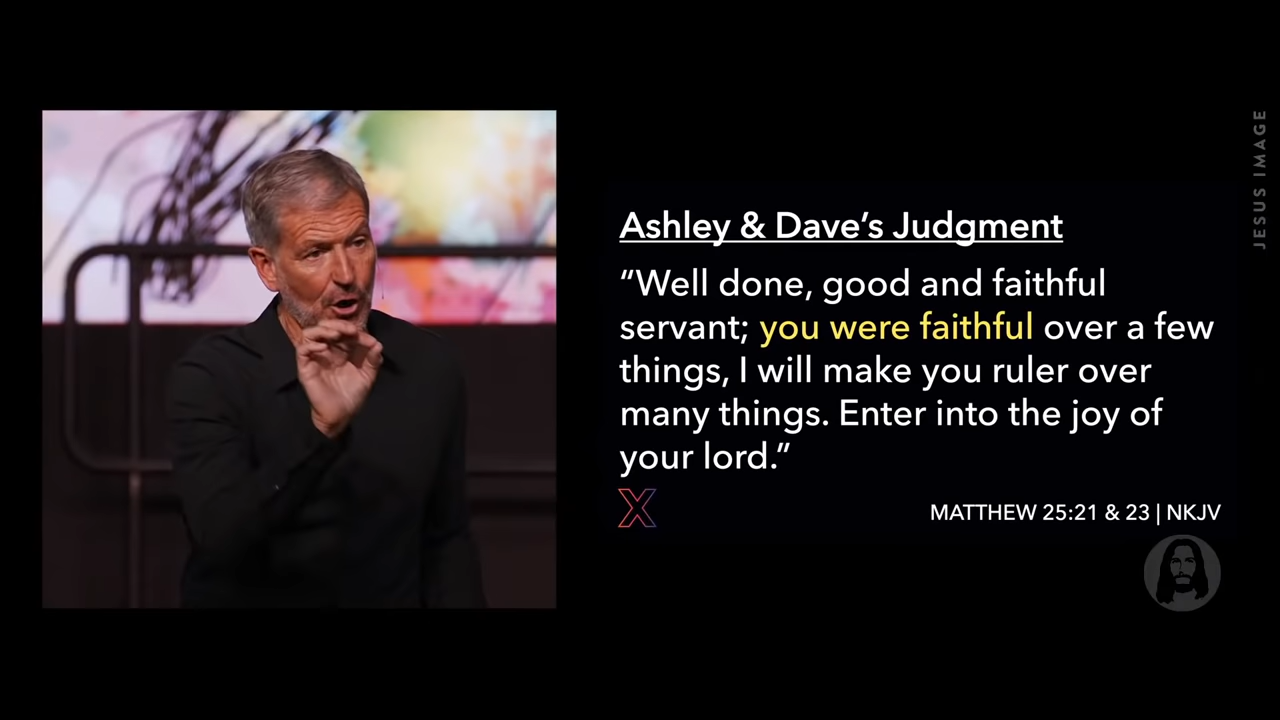 Ashley & Dave’s Judgment
“Well done, good and faithful
servant; you were faithful over a few
things, I will make you ruler over
many things. Enter into the joy of
your lord.”
X
MATTHEW 25:21 & 23 | NKJV
JESUS IMAGE